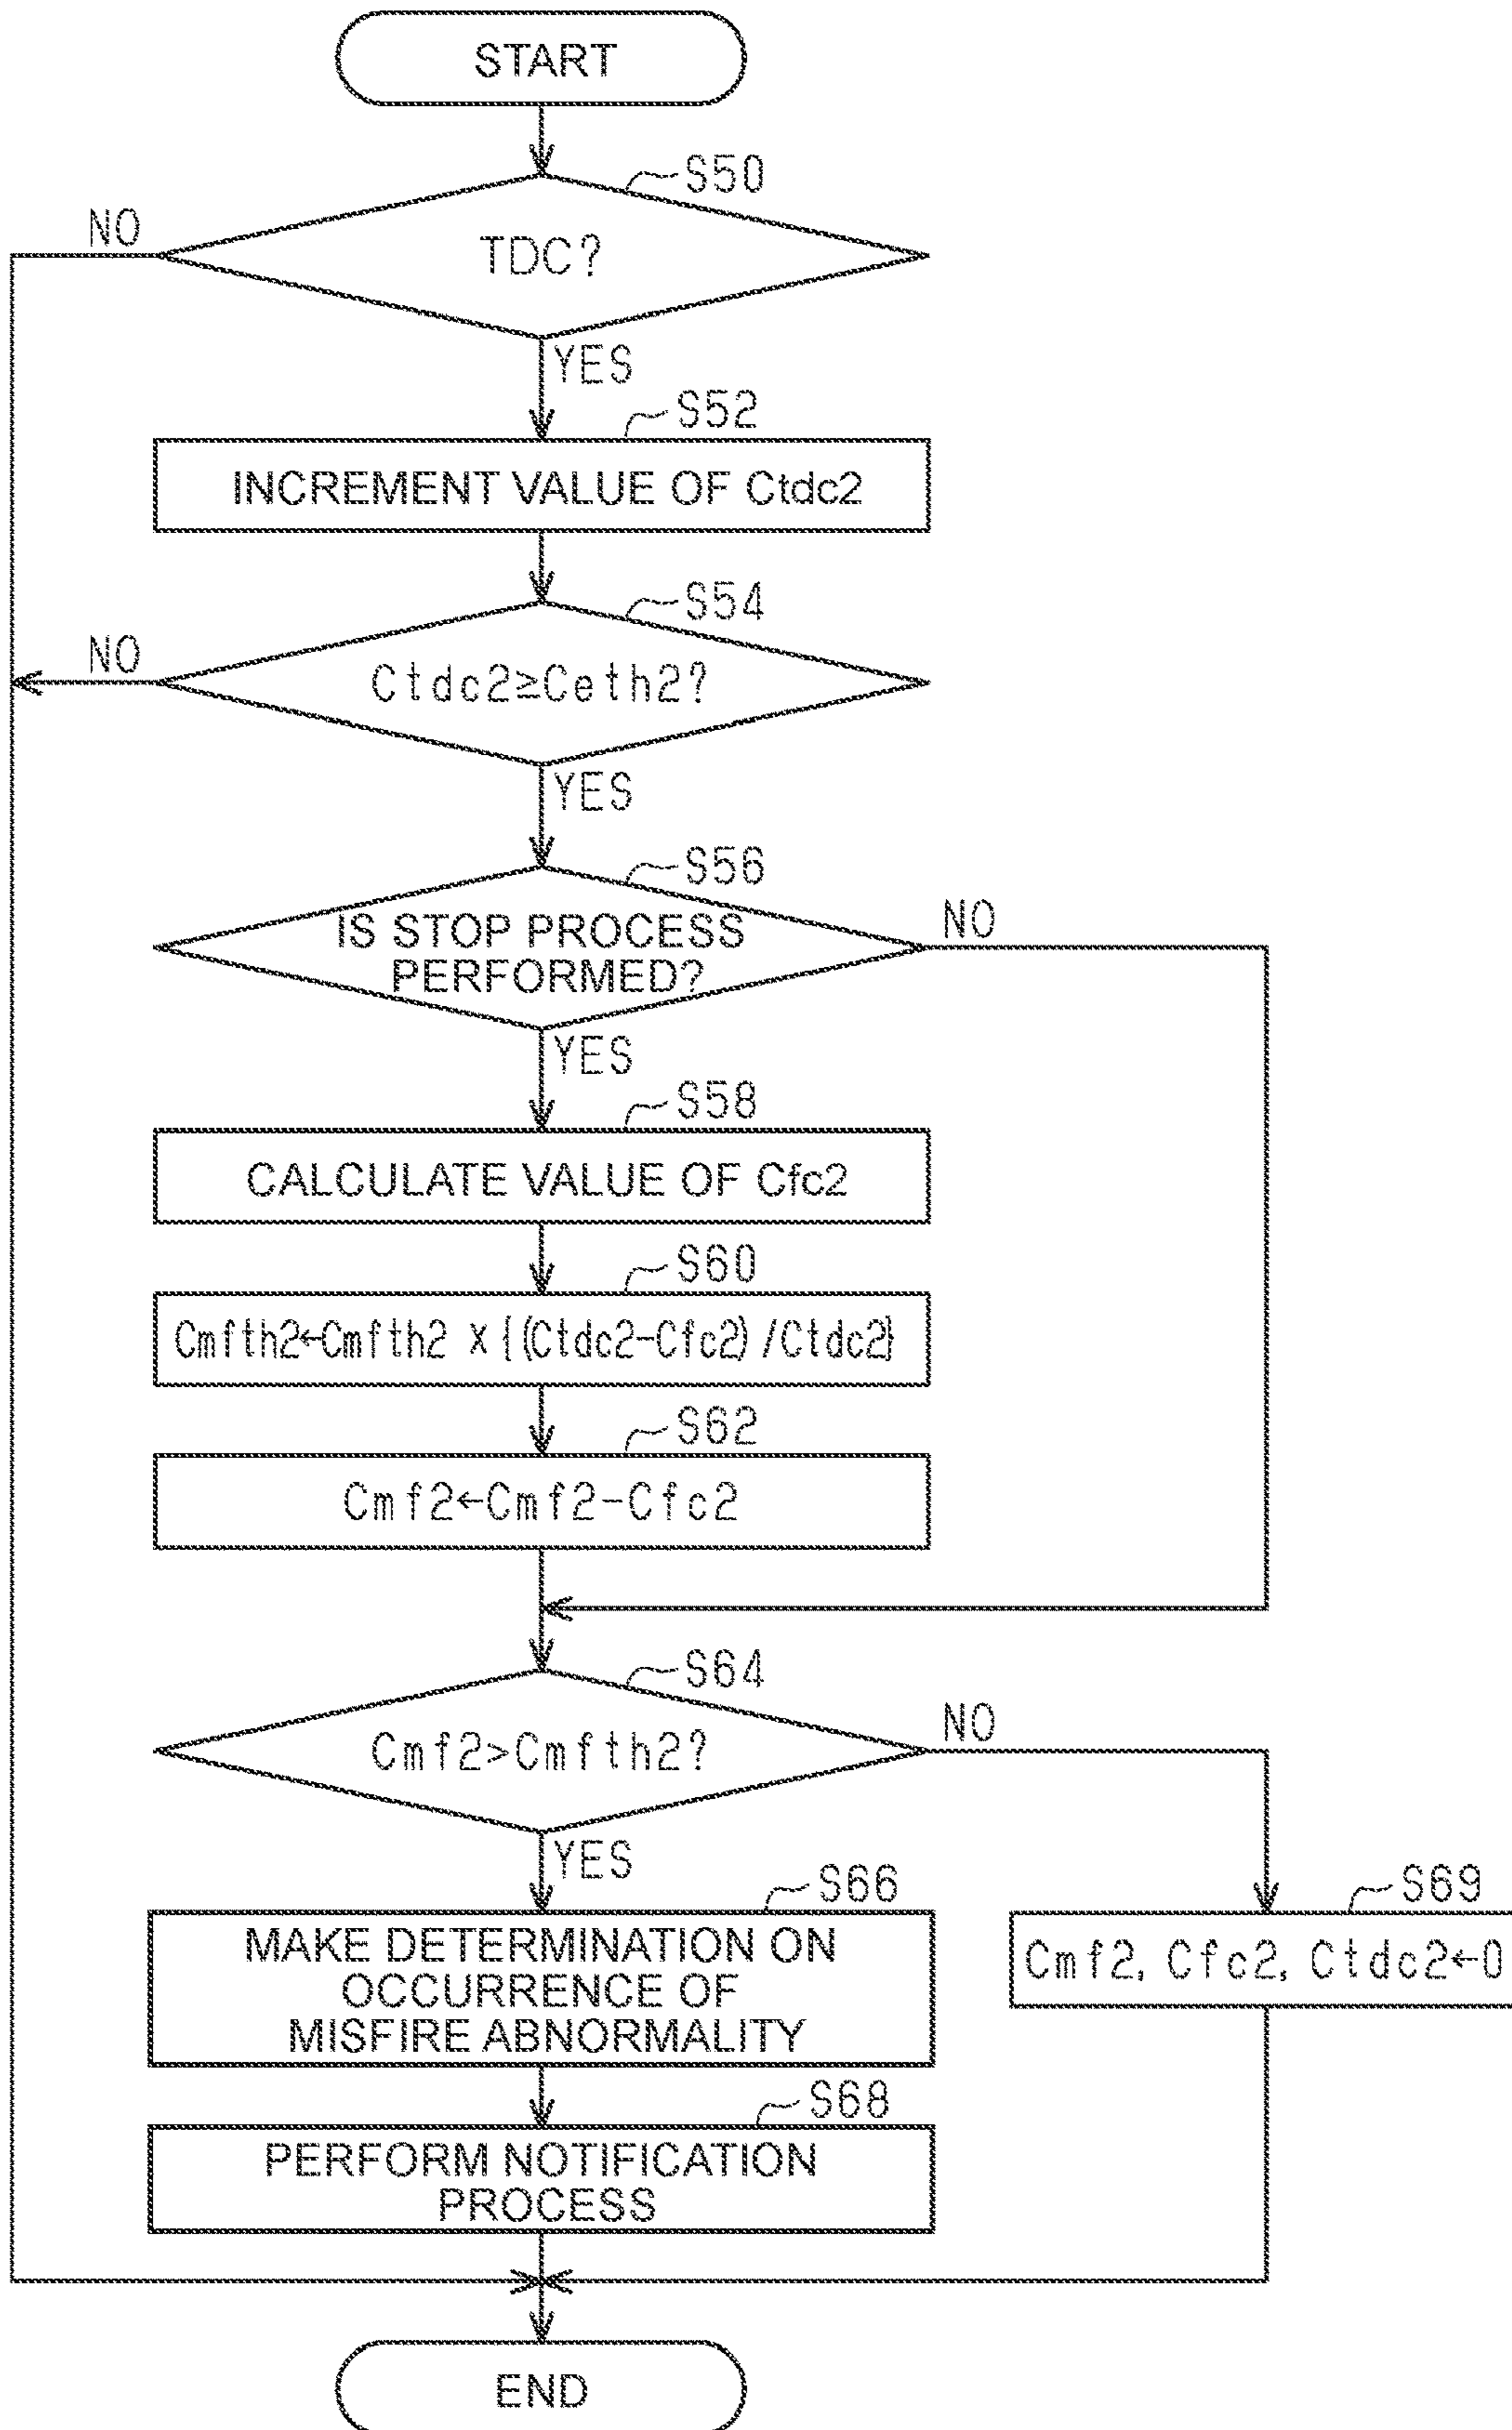 START
S50
NO
TDC?
YES
S52
INCREMENT VALUE OF Ctdc2
S54
NO
Ctdc2≥Ceth2?
YES
S56
IS STOP PROCESS
PERFORMED?
NO
YES
S58
CALCULATE VALUE OF Cfc2
S60
Cmfth2←Cmfth2 X {(Ctdc2-Cfc2)/Ctdc2}
S62
Cmf2←Cmf2-Cfc2
S64
Cmf2>Cmfth2?
NO
YES
S66
MAKE DETERMINATION ON
OCCURRENCE OF
MISFIRE ABNORMALITY
S69
Cmf2, Cfc2, Ctdc2←0
S68
PERFORM NOTIFICATION
PROCESS
END